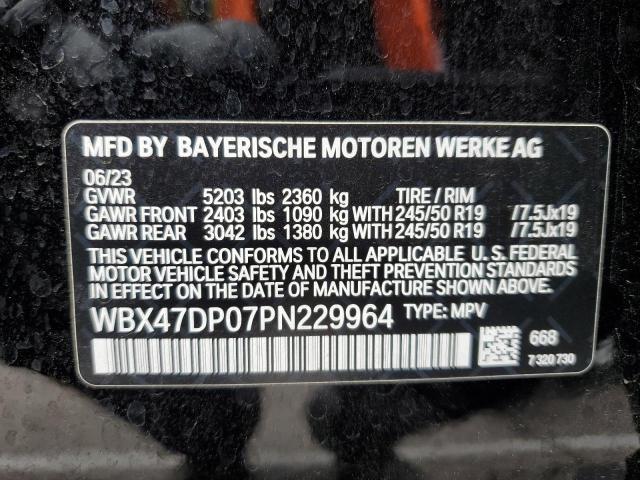 MFD BY BAYERISCHE MOTOREN WERKE AG
06/23
GVWR 5203 lbs 2360 kg TIRE / RIM
GAWR FRONT 2403 lbs 1090 kg WITH 245/50 R19 /7.5Jx19
GAWR REAR 3042 lbs 1380 kg WITH 245/50 R19 /7.5Jx19
THIS VEHICLE CONFORMS TO ALL APPLICABLE U. S. FEDERAL
MOTOR VEHICLE SAFETY AND THEFT PREVENTION STANDARDS
IN EFFECT ON THE DATE OF MANUFACTURE SHOWN ABOVE.
WBX47DP07PN229964 TYPE: MPV
668
7 320 730